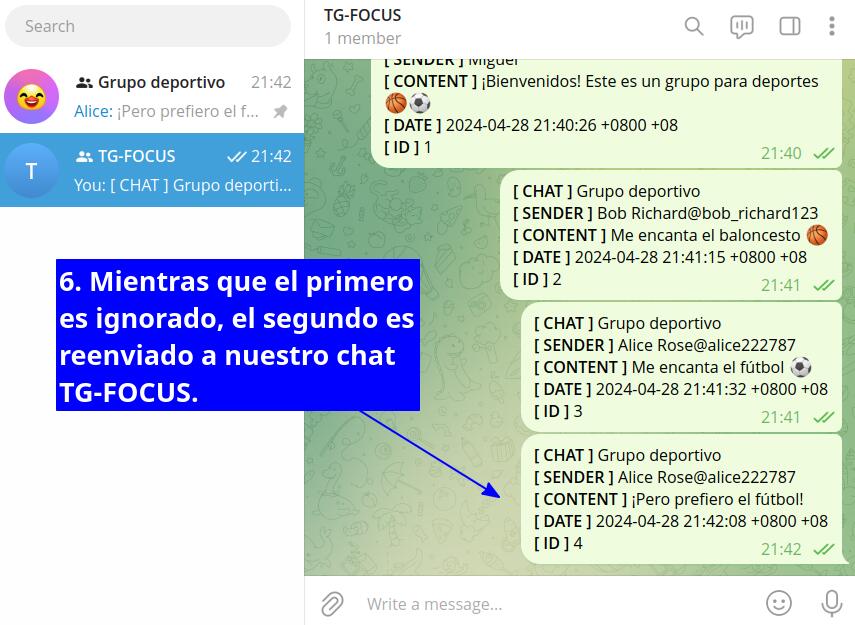 Search
Grupo deportivo 21:42
Alice: ¡Pero prefiero el f...
T
TG-FOCUS 21:42
You: [ CHAT ] Grupo deporti...
6. Mientras que el primero
es ignorado, el segundo es
reenviado a nuestro chat
TG-FOCUS.
TG-FOCUS
1 member
[ SENDER ] Miguel
[ CONTENT ] ¡Bienvenidos! Este es un grupo para deportes
🏀⚽
[ DATE ] 2024-04-28 21:40:26 +0800 +08
[ ID ] 1
21:40
[ CHAT ] Grupo deportivo
[ SENDER ] Bob Richard@bob_richard123
[ CONTENT ] Me encanta el baloncesto 🏀
[ DATE ] 2024-04-28 21:41:15 +0800 +08
[ ID ] 2
21:41
[ CHAT ] Grupo deportivo
[ SENDER ] Alice Rose@alice222787
[ CONTENT ] Me encanta el fútbol ⚽
[ DATE ] 2024-04-28 21:41:32 +0800 +08
[ ID ] 3
21:41
[ CHAT ] Grupo deportivo
[ SENDER ] Alice Rose@alice222787
[ CONTENT ] ¡Pero prefiero el fútbol!
[ DATE ] 2024-04-28 21:42:08 +0800 +08
[ ID ] 4
21:42
Write a message...